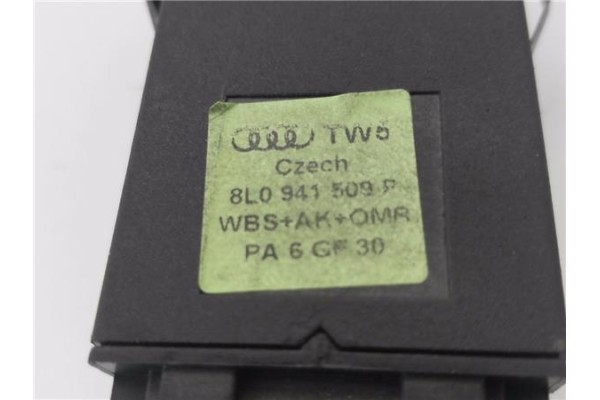 TW5
Czech
8L0 941 509
WBS+AK+OMR
PA 6 GF 30